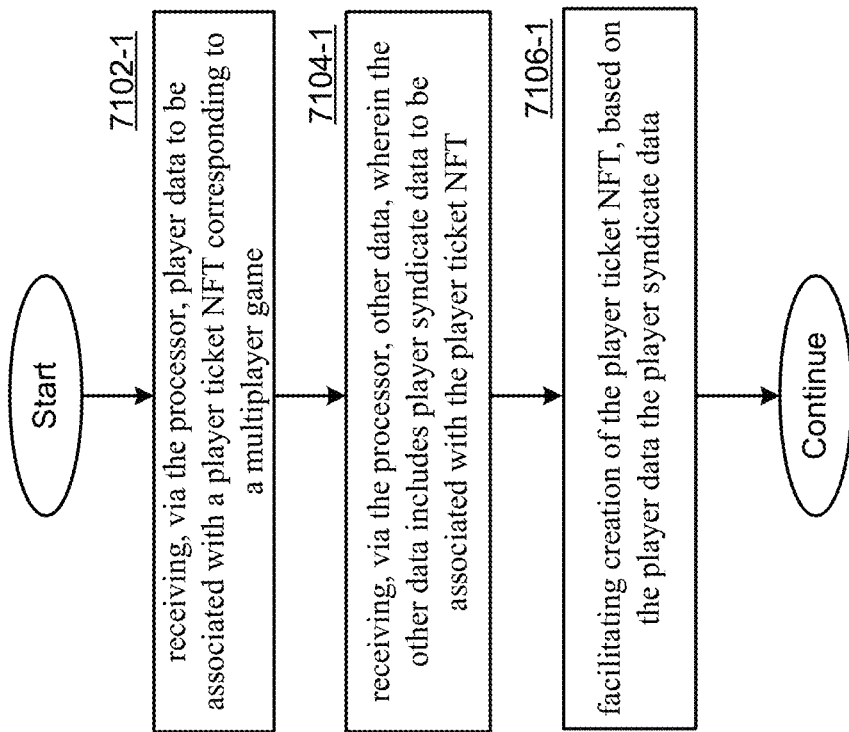 Start
7102-1
receiving, via the processor, player data to be
associated with a player ticket NFT corresponding to
a multiplayer game
7104-1
receiving, via the processor, other data, wherein the
other data includes player syndicate data to be
associated with the player ticket NFT
7106-1
facilitating creation of the player ticket NFT, based on
the player data the player syndicate data
Continue